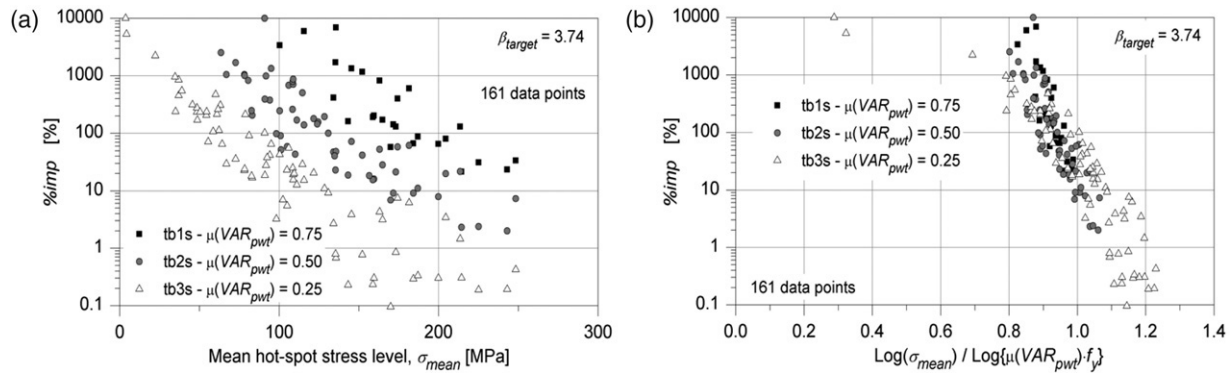 (a)
10000
1000
100
10
1
0.1
%imp [%]
β_target = 3.74
161 data points
tb1s - μ(VAR_pwt) = 0.75
tb2s - μ(VAR_pwt) = 0.50
tb3s - μ(VAR_pwt) = 0.25
0 100 200 300
Mean hot-spot stress level, σ_mean [MPa]
(b)
10000
1000
100
10
1
0.1
%imp [%]
β_target = 3.74
tb1s - μ(VAR_pwt) = 0.75
tb2s - μ(VAR_pwt) = 0.50
tb3s - μ(VAR_pwt) = 0.25
161 data points
0.0 0.2 0.4 0.6 0.8 1.0 1.2 1.4
Log(σ_mean) / Log{μ(VAR_pwt)·f_y}